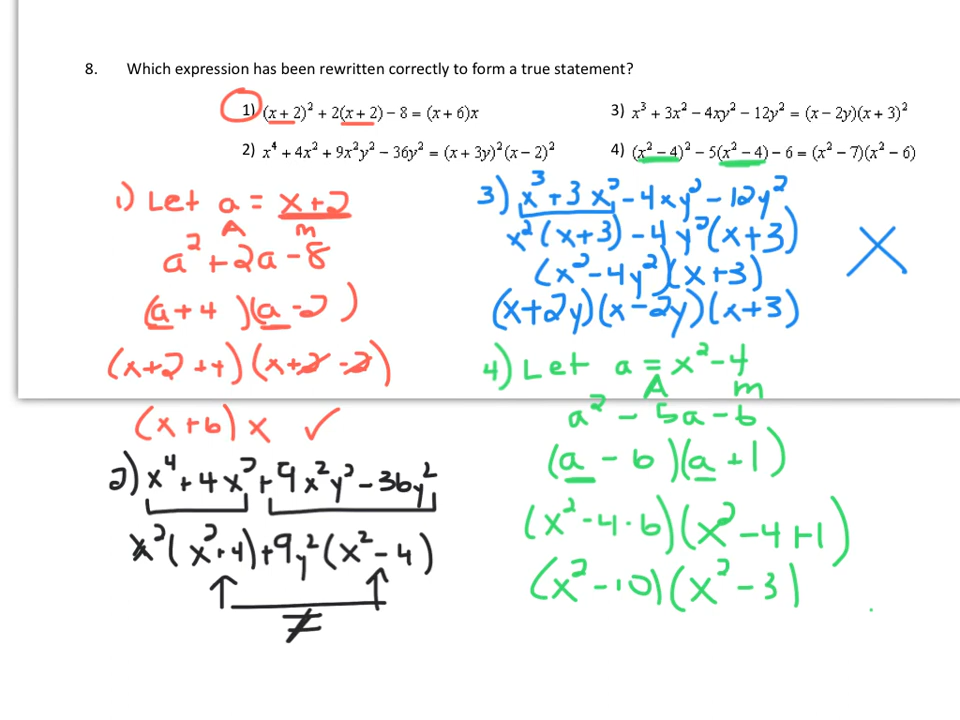 8. Which expression has been rewritten correctly to form a true statement?
1) (x + 2)² + 2(x + 2) − 8 = (x + 6)x
3) x³ + 3x² − 4xy² − 12y² = (x − 2y)(x + 3)²
2) x⁴ + 4x² + 9x²y² − 36y² = (x + 3y)²(x − 2)²
4) (x² − 4)² − 5(x² − 4) − 6 = (x² − 7)(x² − 6)
1) Let a = x+2
A m
a² + 2a - 8
(a+4)(a-2)
(x+2+4)(x+2-2)
(x+6)x ✓
2) x⁴+4x²+9x²y²-36y²
x²(x²+4)+9y²(x²-4)
↑ ↑
≠
3) x³+3x²-4xy²-12y²
x²(x+3)-4y²(x+3)
(x²-4y²)(x+3) X
(x+2y)(x-2y)(x+3)
4) Let a = x²-4
A m
a² - 5a - 6
(a - 6)(a+1)
(x²-4-6)(x²-4+1)
(x²-10)(x²-3)